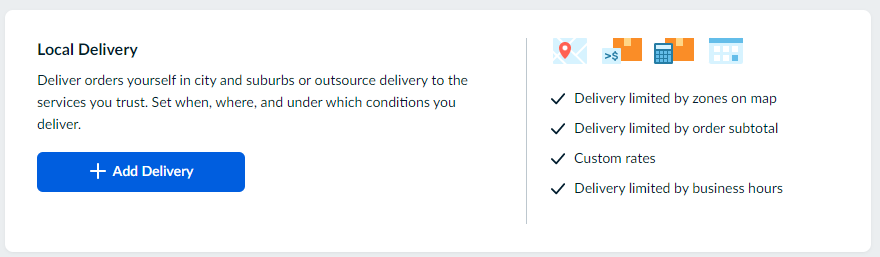 Local Delivery
Deliver orders yourself in city and suburbs or outsource delivery to the
services you trust. Set when, where, and under which conditions you
deliver.
Add Delivery
>$
Delivery limited by zones on map
Delivery limited by order subtotal
Custom rates
Delivery limited by business hours